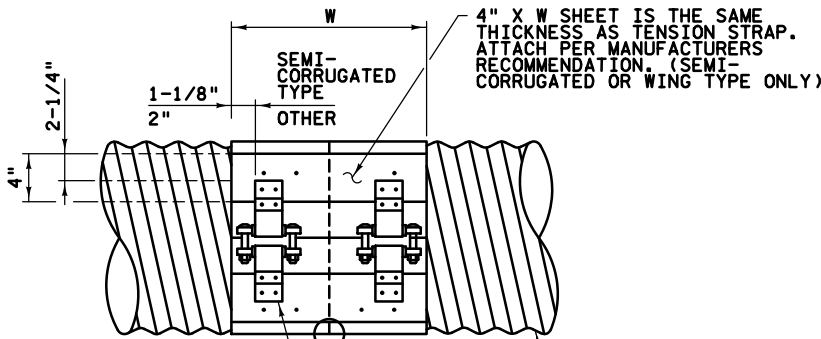 W
4" X W SHEET IS THE SAME
THICKNESS AS TENSION STRAP.
ATTACH PER MANUFACTURERS
RECOMMENDATION. (SEMI-
CORRUGATED OR WING TYPE ONLY)
SEMI-
CORRUGATED
TYPE
1-1/8"
2"
OTHER
2-1/4"
4"